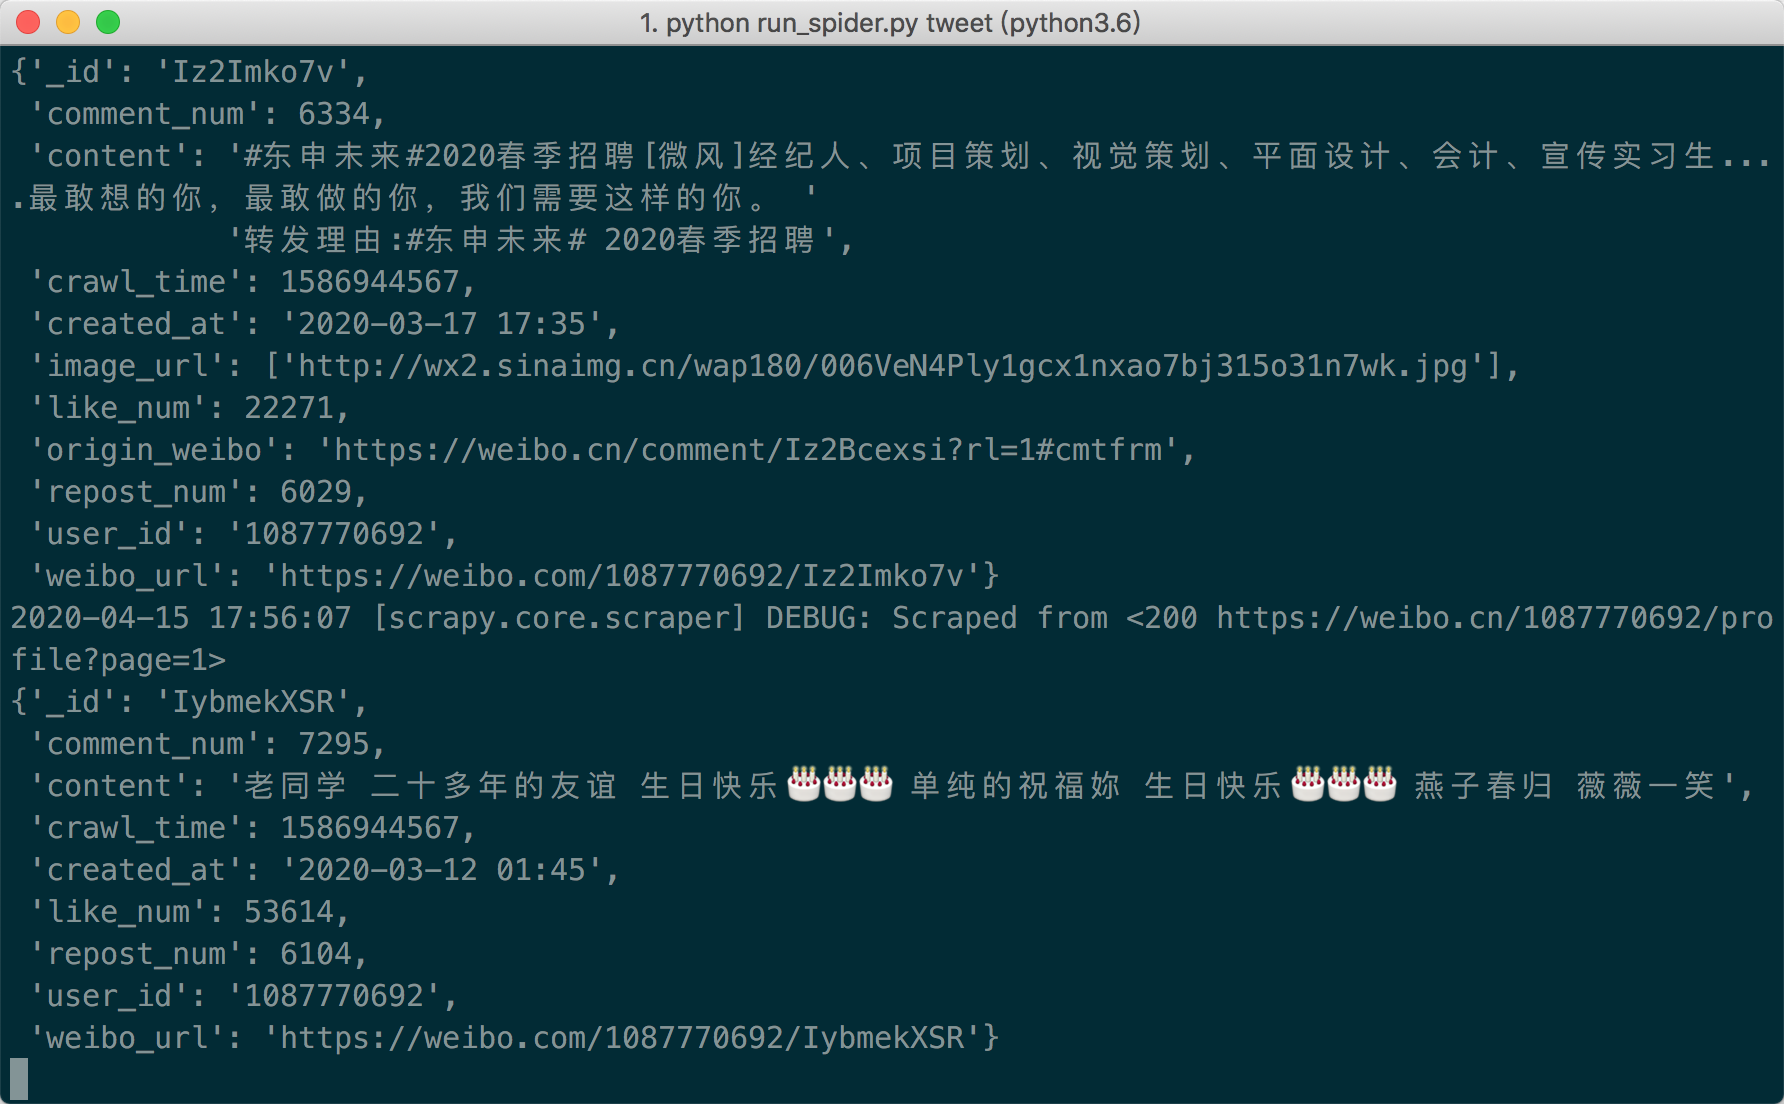 1. python run_spider.py tweet (python3.6)
{'_id': 'Iz2Imko7v',
'comment_num': 6334,
'content': '#东申未来#2020春季招聘[微风]经纪人、项目策划、视觉策划、平面设计、会计、宣传实习生...
.最敢想的你，最敢做的你，我们需要这样的你。 '
'转发理由:#东申未来# 2020春季招聘',
'crawl_time': 1586944567,
'created_at': '2020-03-17 17:35',
'image_url': ['http://wx2.sinaimg.cn/wap180/006VeN4Ply1gcx1nxao7bj315o31n7wk.jpg'],
'like_num': 22271,
'origin_weibo': 'https://weibo.cn/comment/Iz2Bcexsi?rl=1#cmtfrm',
'repost_num': 6029,
'user_id': '1087770692',
'weibo_url': 'https://weibo.com/1087770692/Iz2Imko7v'}
2020-04-15 17:56:07 [scrapy.core.scraper] DEBUG: Scraped from <200 https://weibo.cn/1087770692/pro
file?page=1>
{'_id': 'IybmekXSR',
'comment_num': 7295,
'content': '老同学 二十多年的友谊 生日快乐🎂🎂🎂 单纯的祝福妳 生日快乐🎂🎂🎂 燕子春归 薇薇一笑',
'crawl_time': 1586944567,
'created_at': '2020-03-12 01:45',
'like_num': 53614,
'repost_num': 6104,
'user_id': '1087770692',
'weibo_url': 'https://weibo.com/1087770692/IybmekXSR'}